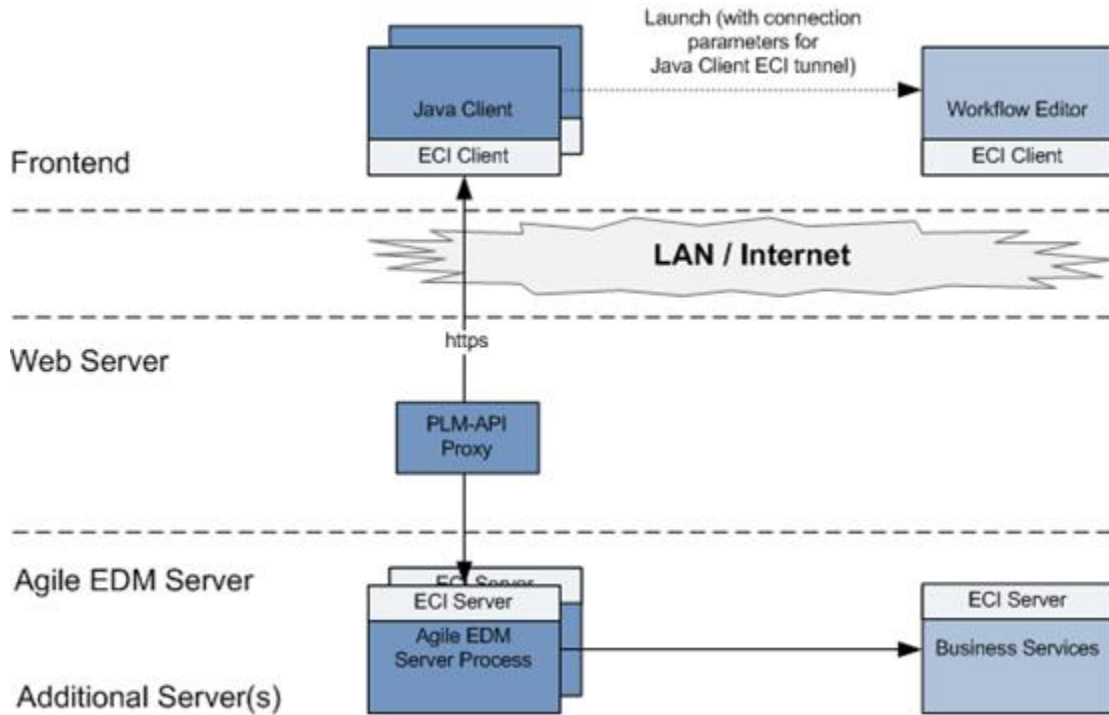 Launch (with connection
parameters for
Java Client ECI tunnel)
Java Client
Workflow Editor
ECI Client
ECI Client
Frontend
LAN / Internet
https
Web Server
PLM-API
Proxy
Agile EDM Server
ECI Server
ECI Server
ECI Server
Agile EDM
Server Process
Business Services
Additional Server(s)